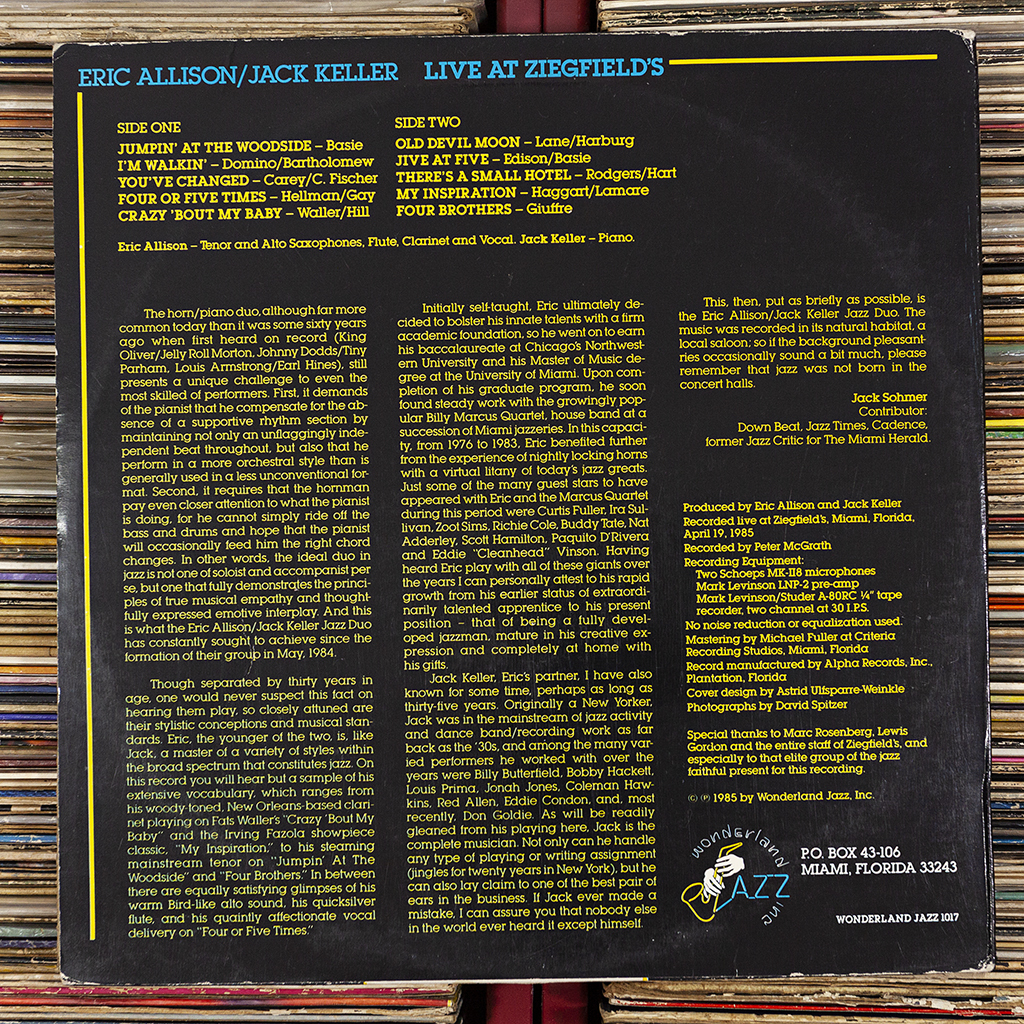 ERIC ALLISON/JACK KELLER LIVE AT ZIEGFIELD'S
SIDE ONE
JUMPIN' AT THE WOODSIDE – Basie
I'M WALKIN' – Domino/Bartholomew
YOU'VE CHANGED – Carey/C. Fischer
FOUR OR FIVE TIMES – Hellman/Gay
CRAZY 'BOUT MY BABY – Waller/Hill
SIDE TWO
OLD DEVIL MOON – Lane/Harburg
JIVE AT FIVE – Edison/Basie
THERE'S A SMALL HOTEL – Rodgers/Hart
MY INSPIRATION – Haggart/Lamare
FOUR BROTHERS – Giuffre
Eric Allison – Tenor and Alto Saxophones, Flute, Clarinet and Vocal. Jack Keller – Piano.
The horn/piano duo, although far more
common today than it was some sixty years
ago when first heard on record (King
Oliver/Jelly Roll Morton, Johnny Dodds/Tiny
Parham, Louis Armstrong/Earl Hines), still
presents a unique challenge to even the
most skilled of performers. First, it demands
of the pianist that he compensate for the ab-
sence of a supportive rhythm section by
maintaining not only an unflaggingly inde-
pendent beat throughout, but also that he
perform in a more orchestral style than is
generally used in a less unconventional for-
mat. Second, it requires that the hornman
pay even closer attention to what the pianist
is doing, for he cannot simply ride off the
bass and drums and hope that the pianist
will occasionally feed him the right chord
changes. In other words, the ideal duo in
jazz is not one of soloist and accompanist per
se, but one that fully demonstrates the princi-
ples of true musical empathy and thought-
fully expressed emotive interplay. And this
is what the Eric Allison/Jack Keller Jazz Duo
has constantly sought to achieve since the
formation of their group in May, 1984.
Though separated by thirty years in
age, one would never suspect this fact on
hearing them play, so closely attuned are
their stylistic conceptions and musical stan-
dards. Eric, the younger of the two, is, like
Jack, a master of a variety of styles within
the broad spectrum that constitutes jazz. On
this record you will hear but a sample of his
extensive vocabulary, which ranges from
his woody-toned, New Orleans-based clari-
net playing on Fats Waller's "Crazy 'Bout My
Baby" and the Irving Fazola showpiece
classic, "My Inspiration," to his steaming
mainstream tenor on "Jumpin' At The
Woodside" and "Four Brothers." In between
there are equally satisfying glimpses of his
warm Bird-like alto sound, his quicksilver
flute, and his quaintly affectionate vocal
delivery on "Four or Five Times."
Initially self-taught, Eric ultimately de-
cided to bolster his innate talents with a firm
academic foundation, so he went on to earn
his baccalaureate at Chicago's Northwest-
ern University and his Master of Music de-
gree at the University of Miami. Upon com-
pletion of his graduate program, he soon
found steady work with the growingly pop-
ular Billy Marcus Quartet, house band at a
succession of Miami jazzeries. In this capaci-
ty, from 1976 to 1983, Eric benefited further
from the experience of nightly locking horns
with a virtual litany of today's jazz greats.
Just some of the many guest stars to have
appeared with Eric and the Marcus Quartet
during this period were Curtis Fuller, Ira Sul-
livan, Zoot Sims, Richie Cole, Buddy Tate, Nat
Adderley, Scott Hamilton, Paquito D'Rivera
and Eddie "Cleanhead" Vinson. Having
heard Eric play with all of these giants over
the years I can personally attest to his rapid
growth from his earlier status of extraordi-
narily talented apprentice to his present
position – that of being a fully devel-
oped jazzman, mature in his creative ex-
pression and completely at home with
his gifts.
Jack Keller, Eric's partner, I have also
known for some time, perhaps as long as
thirty-five years. Originally a New Yorker,
Jack was in the mainstream of jazz activity
and dance band/recording work as far
back as the '30s, and among the many var-
ied performers he worked with over the
years were Billy Butterfield, Bobby Hackett,
Louis Prima, Jonah Jones, Coleman Haw-
kins, Red Allen, Eddie Condon, and, most
recently, Don Goldie. As will be readily
gleaned from his playing here, Jack is the
complete musician. Not only can he handle
any type of playing or writing assignment
(jingles for twenty years in New York), but he
can also lay claim to one of the best pair of
ears in the business. If Jack ever made a
mistake, I can assure you that nobody else
in the world ever heard it except himself.
This, then, put as briefly as possible, is
the Eric Allison/Jack Keller Jazz Duo. The
music was recorded in its natural habitat, a
local saloon; so if the background pleasant-
ries occasionally sound a bit much, please
remember that jazz was not born in the
concert halls.
Jack Sohmer
Contributor:
Down Beat, Jazz Times, Cadence,
former Jazz Critic for The Miami Herald.
Produced by Eric Allison and Jack Keller
Recorded live at Ziegfield's, Miami, Florida,
April 19, 1985
Recorded by Peter McGrath
Recording Equipment:
Two Schoeps MK-II8 microphones
Mark Levinson LNP-2 pre-amp
Mark Levinson/Studer A-80RC ¼" tape
recorder, two channel at 30 I.P.S.
No noise reduction or equalization used.
Mastering by Michael Fuller at Criteria
Recording Studios, Miami, Florida
Record manufactured by Alpha Records, Inc.,
Plantation, Florida
Cover design by Astrid Ulfsparre-Weinkle
Photographs by David Spitzer
Special thanks to Marc Rosenberg, Lewis
Gordon and the entire staff of Ziegfield's, and
especially to that elite group of the jazz
faithful present for this recording.
© ℗ 1985 by Wonderland Jazz, Inc.
wonderland
JAZZ
INC
P.O. BOX 43-106
MIAMI, FLORIDA 33243
WONDERLAND JAZZ 1017